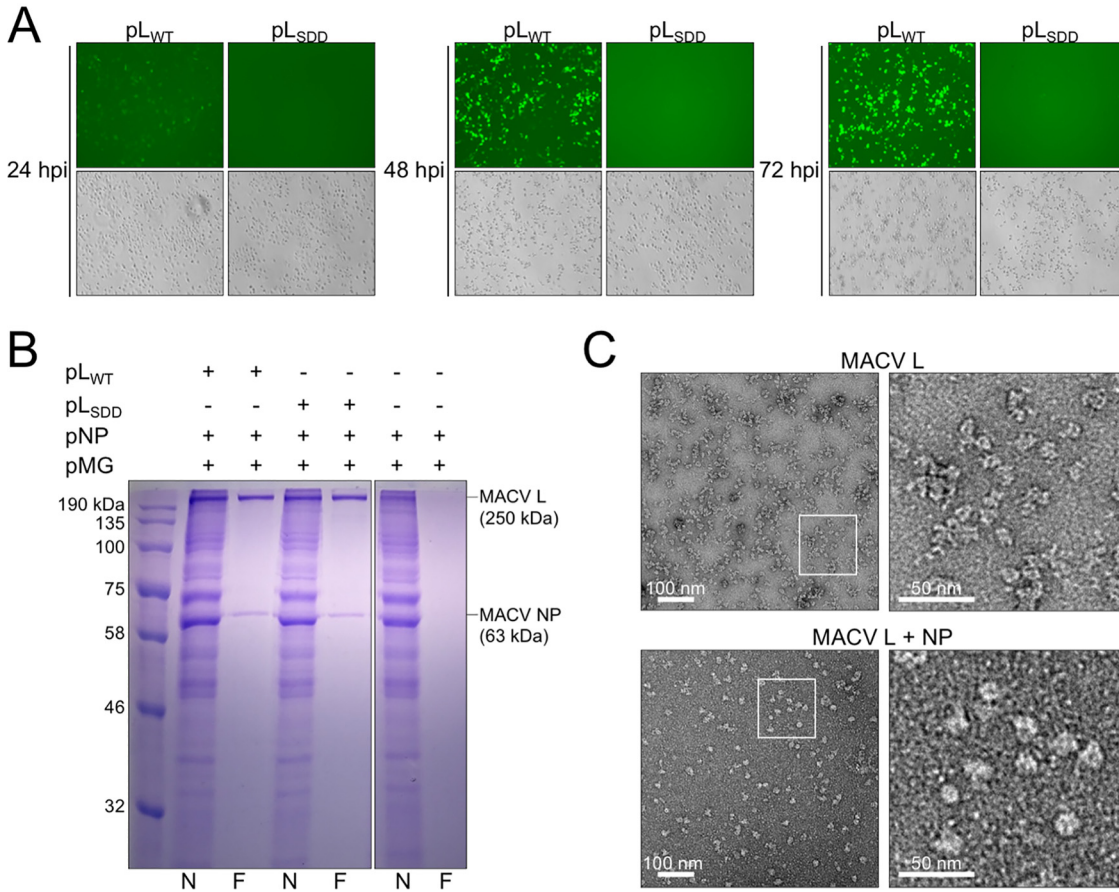 A
pLWT pLSDD pLWT pLSDD pLWT pLSDD
24 hpi 48 hpi 72 hpi
B
pLWT + + - - - -
pLSDD - - + + - -
pNP + + + + + +
pMG + + + + + +
190 kDa
135
100
75
58
46
32
MACV L
(250 kDa)
MACV NP
(63 kDa)
N F N F N F
C
MACV L
100 nm 50 nm
MACV L + NP
100 nm 50 nm